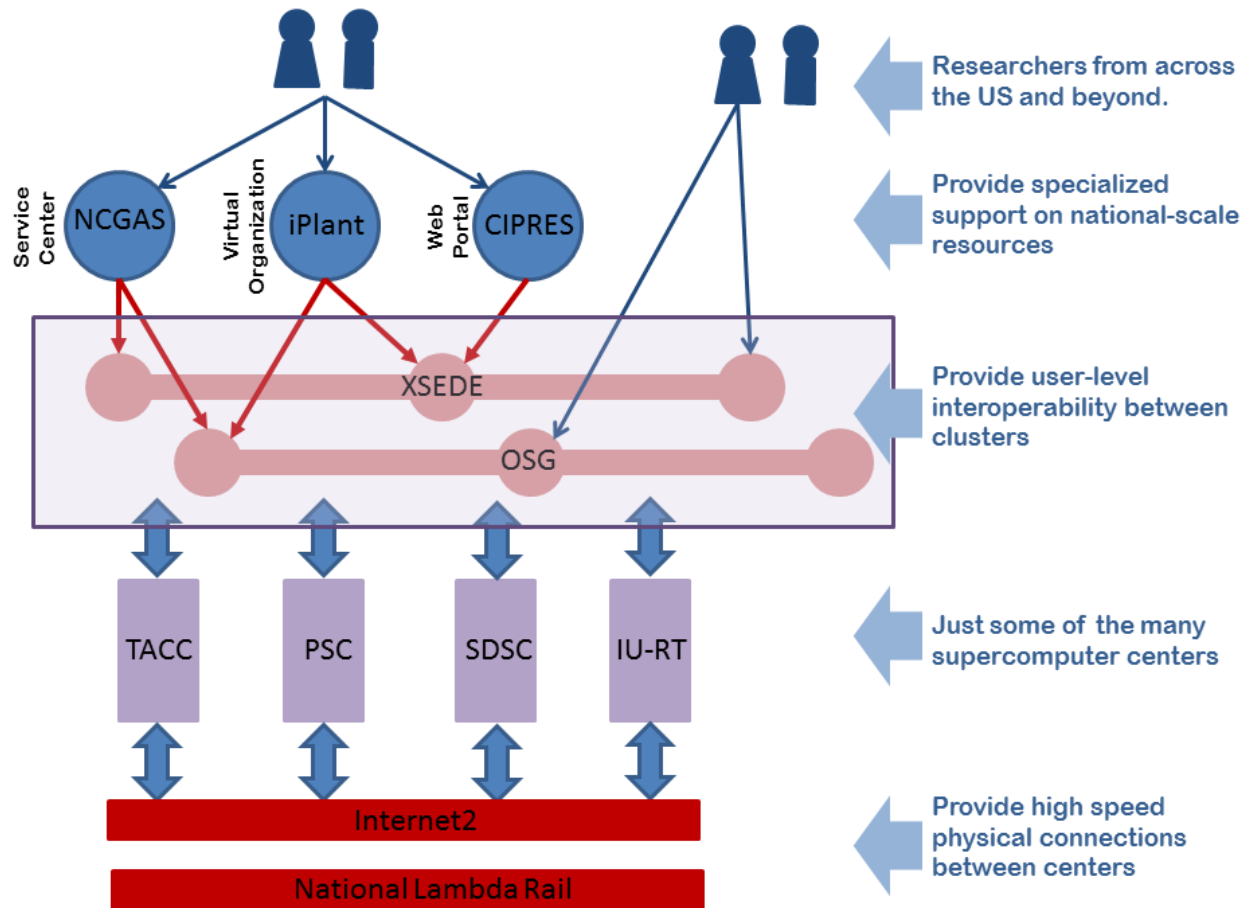 Researchers from across
the US and beyond.
Service
Center
NCGAS
Virtual
Organization
iPlant
Web
Portal
CIPRES
Provide specialized
support on national-scale
resources
XSEDE
OSG
Provide user-level
interoperability between
clusters
TACC
PSC
SDSC
IU-RT
Just some of the many
supercomputer centers
Internet2
National Lambda Rail
Provide high speed
physical connections
between centers